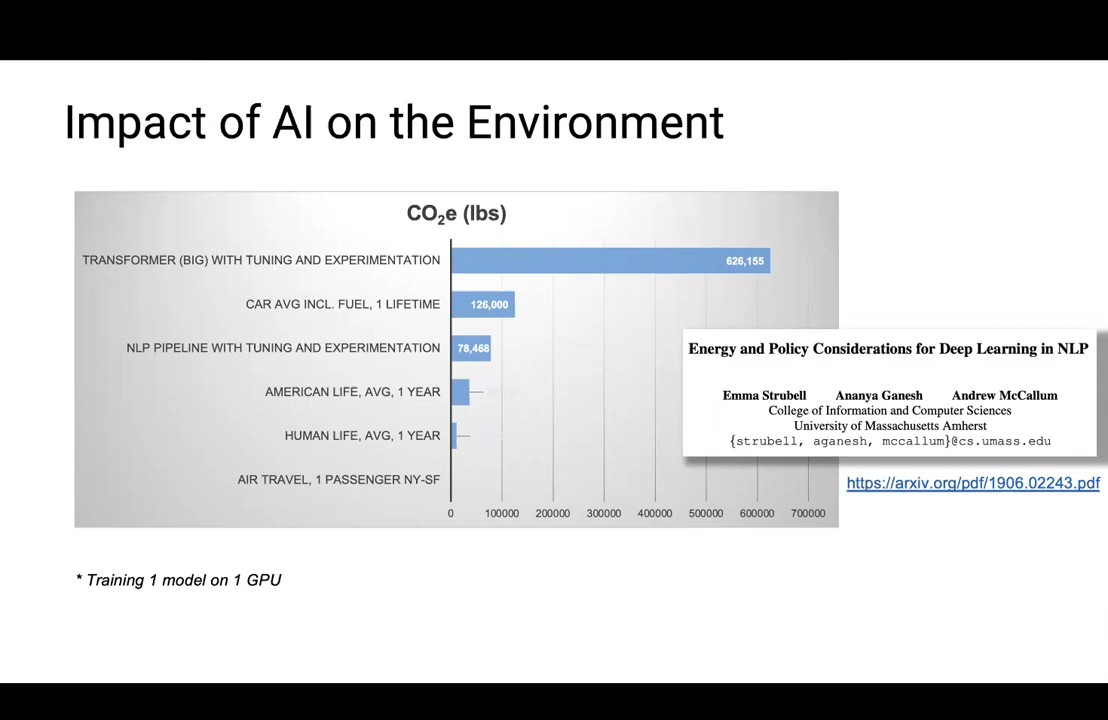 Impact of AI on the Environment
CO₂e (lbs)
TRANSFORMER (BIG) WITH TUNING AND EXPERIMENTATION
626,155
CAR AVG INCL. FUEL, 1 LIFETIME
126,000
NLP PIPELINE WITH TUNING AND EXPERIMENTATION
78,468
AMERICAN LIFE, AVG, 1 YEAR
HUMAN LIFE, AVG, 1 YEAR
AIR TRAVEL, 1 PASSENGER NY-SF
0 100000 200000 300000 400000 500000 600000 700000
Energy and Policy Considerations for Deep Learning in NLP
Emma Strubell Ananya Ganesh Andrew McCallum
College of Information and Computer Sciences
University of Massachusetts Amherst
{strubell, aganesh, mccallum}@cs.umass.edu
https://arxiv.org/pdf/1906.02243.pdf
* Training 1 model on 1 GPU